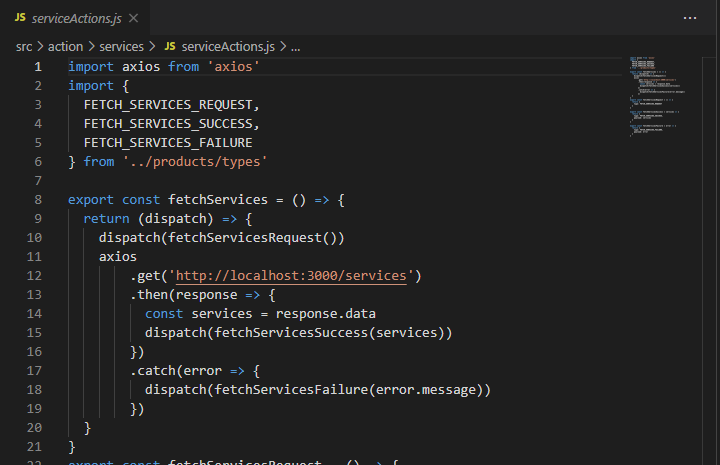 JS serviceActions.js × ...
src > action > services > JS serviceActions.js > ...
1 import axios from 'axios'
2 import {
3 FETCH_SERVICES_REQUEST,
4 FETCH_SERVICES_SUCCESS,
5 FETCH_SERVICES_FAILURE
6 } from '../products/types'
7
8 export const fetchServices = () => {
9 return (dispatch) => {
10 dispatch(fetchServicesRequest())
11 axios
12 .get('http://localhost:3000/services')
13 .then(response => {
14 const services = response.data
15 dispatch(fetchServicesSuccess(services))
16 })
17 .catch(error => {
18 dispatch(fetchServicesFailure(error.message))
19 })
20 }
21 }
22 export const fetchServicesRequest = () => {